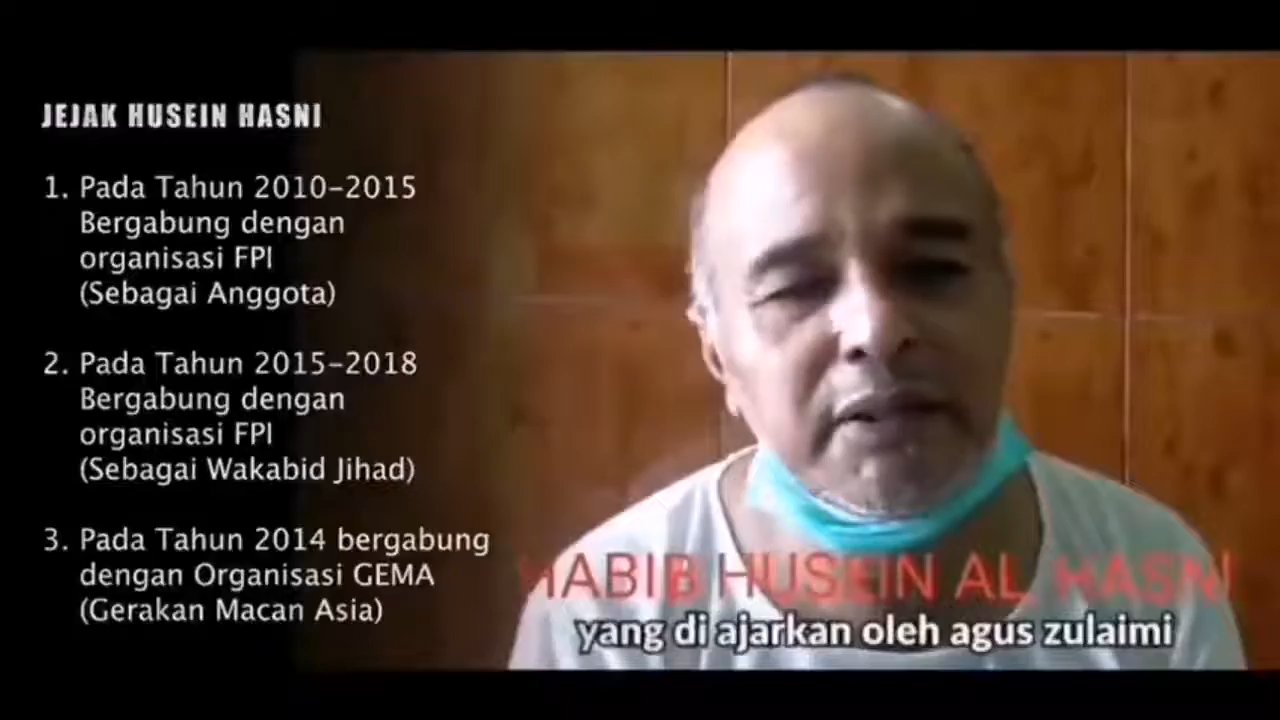 JEJAK HUSEIN HASNI
1. Pada Tahun 2010-2015
Bergabung dengan
organisasi FPI
(Sebagai Anggota)
2. Pada Tahun 2015-2018
Bergabung dengan
organisasi FPI
(Sebagai Wakabid Jihad)
3. Pada Tahun 2014 bergabung
dengan Organisasi GEMA
(Gerakan Macan Asia)
HABIB HUSEIN AL HASNI
yang di ajarkan oleh agus zulaimi